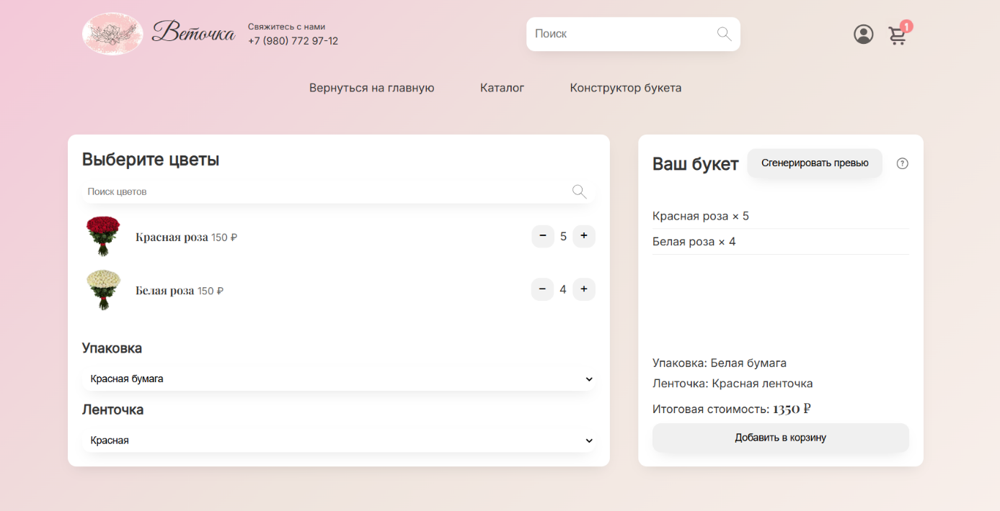 Веточка
Свяжитесь с нами
+7 (980) 772 97-12
Поиск
1
Вернуться на главную
Каталог
Конструктор букета
Выберите цветы
Поиск цветов
Красная роза 150 ₽
− 5 +
Белая роза 150 ₽
− 4 +
Упаковка
Красная бумага
Ленточка
Красная
Ваш букет
Сгенерировать превью
?
Красная роза × 5
Белая роза × 4
Упаковка: Белая бумага
Ленточка: Красная ленточка
Итоговая стоимость: 1350 ₽
Добавить в корзину